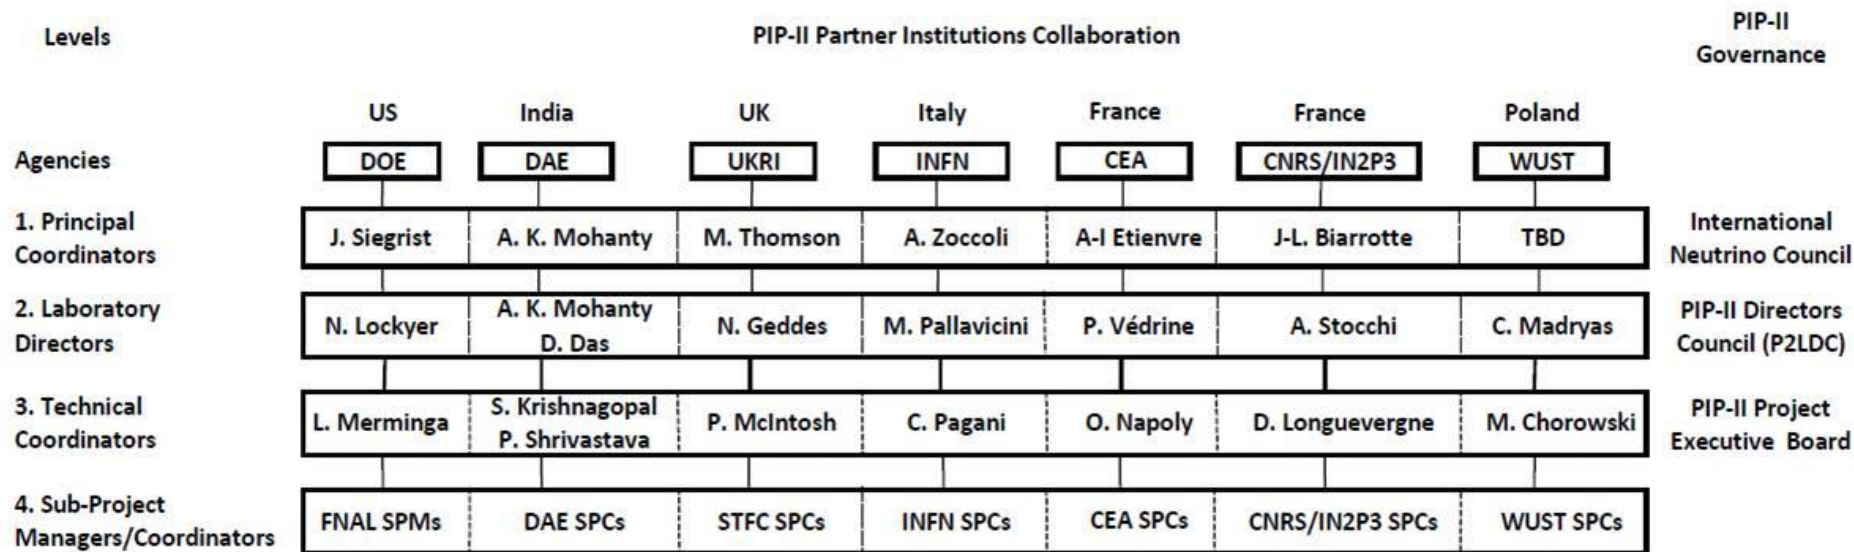 Levels
PIP-II Partner Institutions Collaboration
PIP-II
Governance
US India UK Italy France France Poland
Agencies DOE DAE UKRI INFN CEA CNRS/IN2P3 WUST
1. Principal
Coordinators
J. Siegrist A. K. Mohanty M. Thomson A. Zoccoli A-I Etienvre J-L. Biarrotte TBD
International
Neutrino Council
2. Laboratory
Directors
N. Lockyer
A. K. Mohanty
D. Das
N. Geddes M. Pallavicini P. Védrine A. Stocchi C. Madryas
PIP-II Directors
Council (P2LDC)
3. Technical
Coordinators
L. Merminga
S. Krishnagopal
P. Shrivastava
P. McIntosh C. Pagani O. Napoly D. Longuevergne M. Chorowski
PIP-II Project
Executive Board
4. Sub-Project
Managers/Coordinators
FNAL SPMs DAE SPCs STFC SPCs INFN SPCs CEA SPCs CNRS/IN2P3 SPCs WUST SPCs